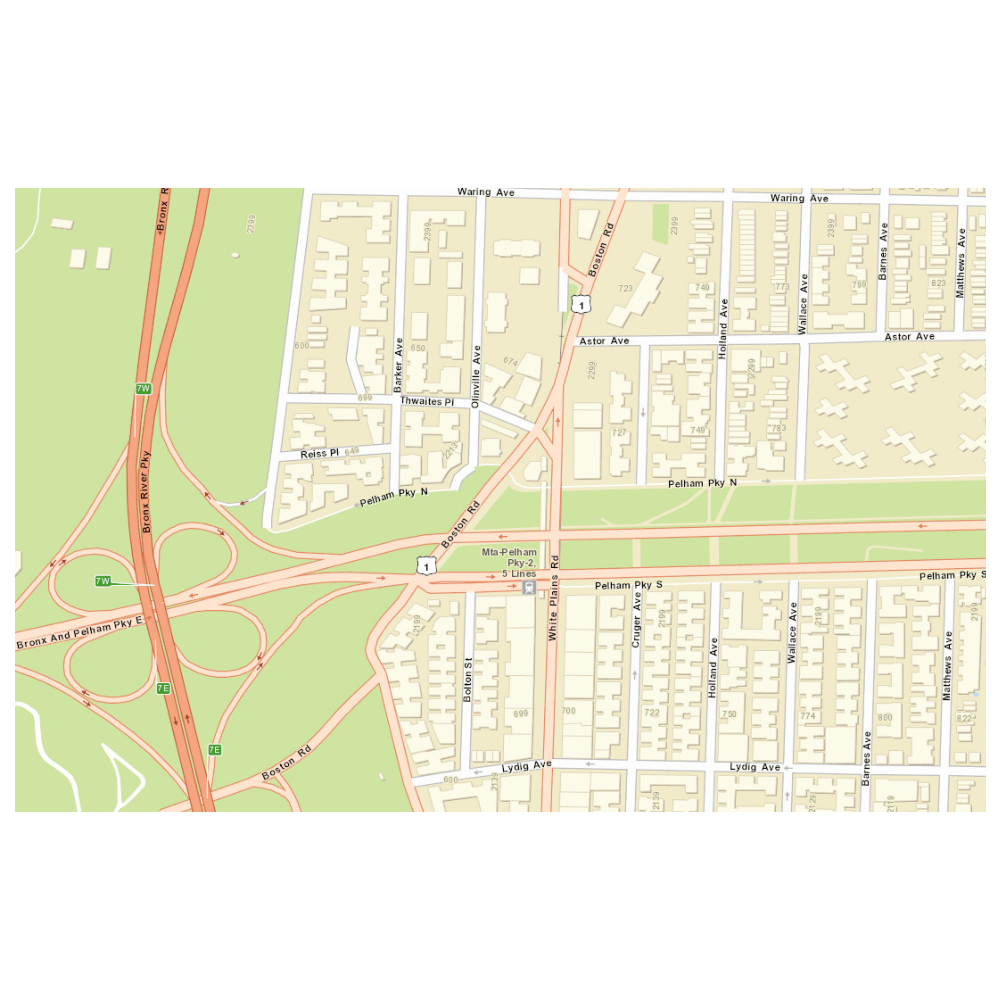 Waring Ave
Waring Ave
Bronx R
2199
2399
Boston Rd
2399
2399
Barnes Ave
Matthews Ave
1
723
749
773
799
823
Wallace Ave
Holland Ave
600
Barker Ave
650
Olinville Ave
674
Astor Ave
Astor Ave
2299
2299
7W
699
Thwaites Pl
727
749
783
Reiss Pl
649
2213
Bronx River Pky
Pelham Pky N
Pelham Pky N
Boston Rd
Mta-Pelham
Pky-2,
5 Lines
1
7W
White Plains Rd
Pelham Pky S
Pelham Pky S
Bronx And Pelham Pky E
2199
Cruger Ave
2199
Holland Ave
Wallace Ave
2199
Matthews Ave
2199
7E
Bolton St
699
700
722
750
774
800
822
7E
Boston Rd
Barnes Ave
600
Lydig Ave
Lydig Ave
2139
2139
2129
2119